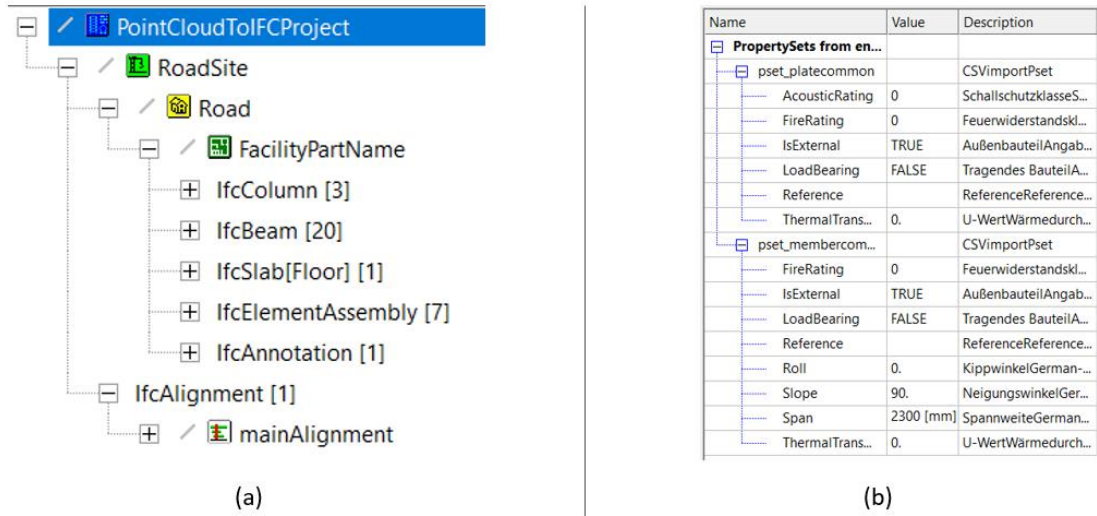 PointCloudToIFCProject
RoadSite
Road
FacilityPartName
IfcColumn [3]
IfcBeam [20]
IfcSlab[Floor] [1]
IfcElementAssembly [7]
IfcAnnotation [1]
IfcAlignment [1]
mainAlignment
(a)
Name Value Description
PropertySets from en...
pset_platecommon CSVimportPset
AcousticRating 0 SchallschutzklasseS...
FireRating 0 Feuerwiderstandskl...
IsExternal TRUE AußenbauteilAngab...
LoadBearing FALSE Tragendes BauteilA...
Reference ReferenceReference...
ThermalTrans... 0. U-WertWärmedurch...
pset_membercom... CSVimportPset
FireRating 0 Feuerwiderstandskl...
IsExternal TRUE AußenbauteilAngab...
LoadBearing FALSE Tragendes BauteilA...
Reference ReferenceReference...
Roll 0. KippwinkelGerman-...
Slope 90. NeigungswinkelGer...
Span 2300 [mm] SpannweiteGerman...
ThermalTrans... 0. U-WertWärmedurch...
(b)